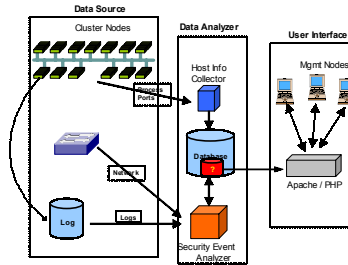 Data Source
Cluster Nodes
Process
Ports
Network
Log
Logs
Data Analyzer
Host Info
Collector
Database
?
Security Event
Analyzer
User Interface
Mgmt Nodes
Apache / PHP